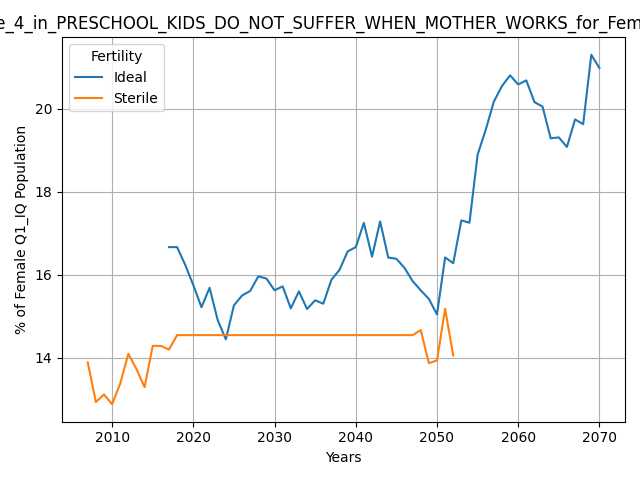 e_4_in_PRESCHOOL_KIDS_DO_NOT_SUFFER_WHEN_MOTHER_WORKS_for_Fem
Fertility
Ideal
Sterile
% of Female Q1_IQ Population
20
18
16
14
2010 2020 2030 2040 2050 2060 2070
Years